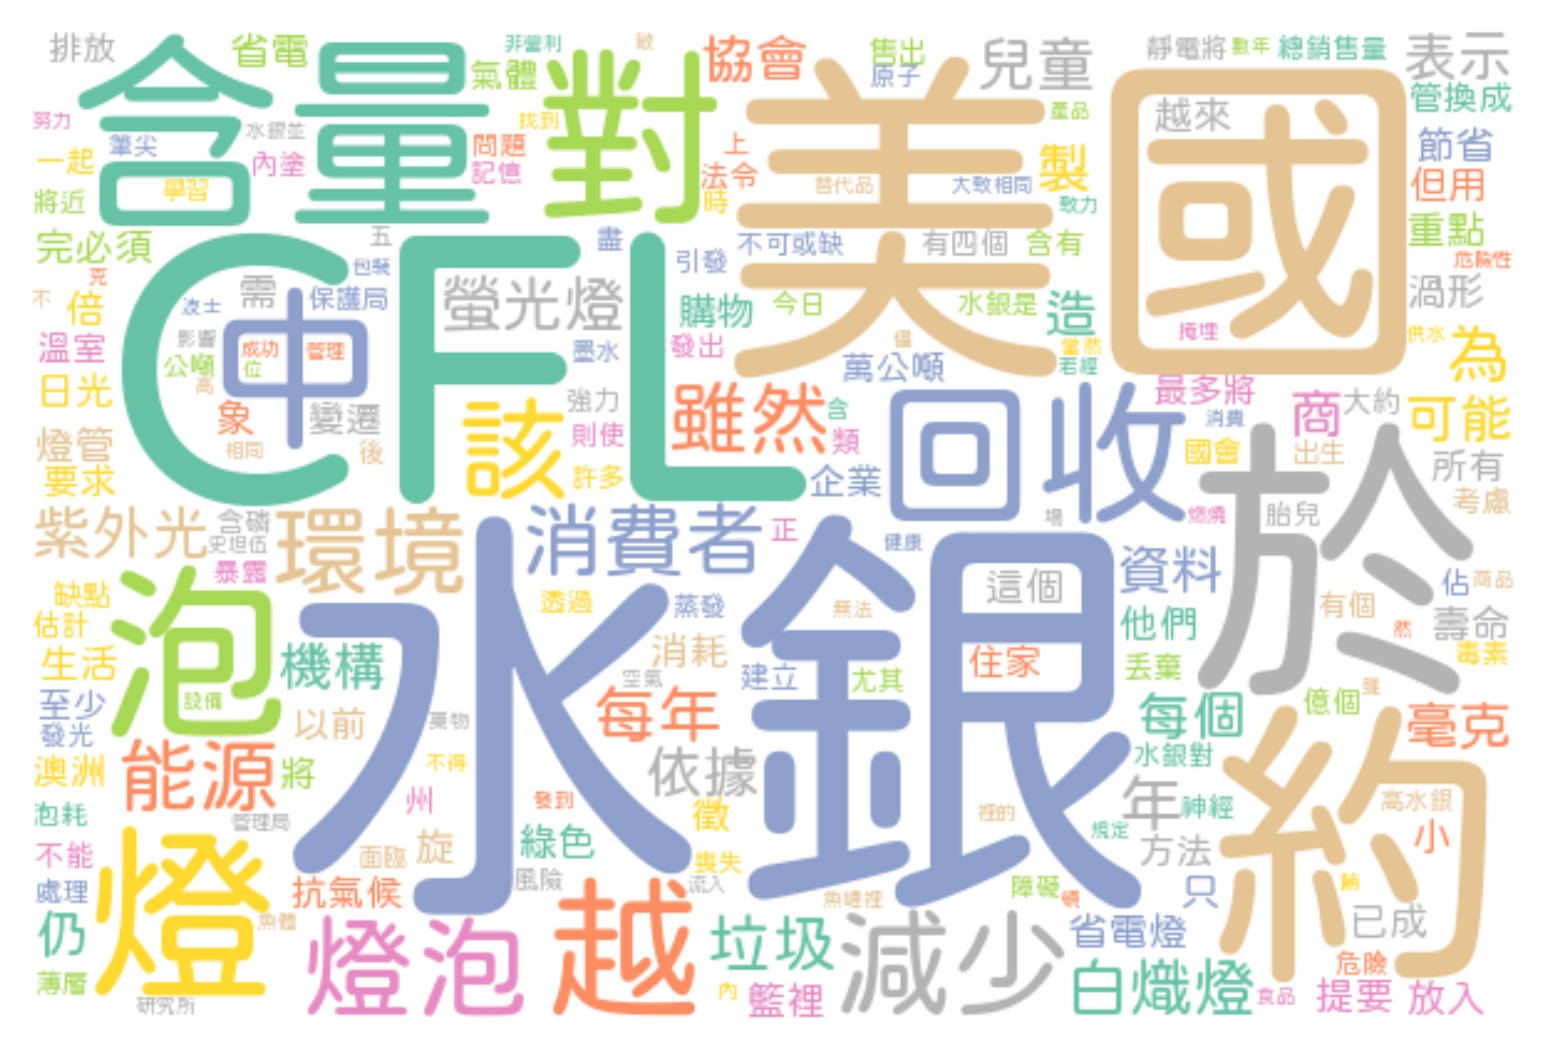 排放
省電
非營利
氣體
致
協會
售出
原子
兒童
靜電將
數年
總銷售量
表示
含量
對
美國
越來
管換成
努力
水銀並
找到
產品
一起
筆尖
內塗
問題
記憶
上
法令
時
替代品
大致相同
製
致力
節省
但用
將近
學習
完必須
五
包裝
盡
引發
不可或缺
有四個
含有
重點
危險性
克
不
倍
波士
需
保護局
螢光燈
購物
今日
水銀是
造
渦形
CFL
中
影響
成功
管理
公噸
位
高
墨水
發出
萬公噸
當然
若經
掩埋
供水
為
溫室
日光
象
變遷
該
強力
則使
雖然
含
類
最多將
消費
商
大約
可能
燈管
相同
後
要求
許多
企業
回收
國會
出生
所有
考慮
紫外光
含磷
史坦伍
環境
消費者
正
健康
場
燃燒
胎兒
於
暴露
缺點
泡
透過
蒸發
無法
水銀
這個
資料
佔
商品
估計
有個
然
壽命
他們
生活
機構
消耗
空氣
建立
尤其
住家
丟棄
毒素
至少
設備
以前
藥物
每年
每個
億個
毫克
發光
能源
將
不得
依據
水銀對
約
澳洲
州
發到
徵
裡的
年
神經
高水銀
泡耗
管理局
規定
小
不能
面臨
旋
綠色
喪失
方法
燈
處理
抗氣候
風險
流入
魚罐裡
障礙
頓
只
鮪
仍
魚體
燈泡
越
垃圾
減少
省電燈
已成
薄層
研究所
內
籃裡
白熾燈
食品
危險
提要
放入